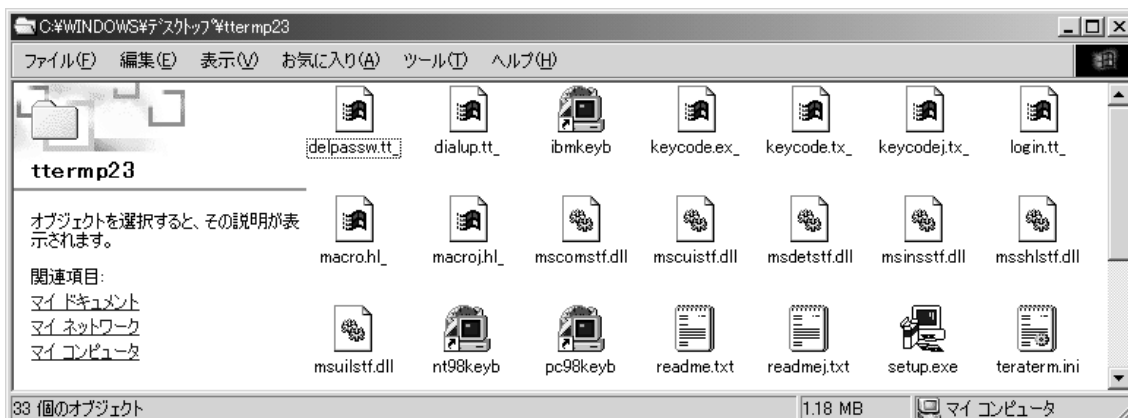 C:¥WINDOWS¥ﾃﾞｽｸﾄｯﾌﾟ¥ttermp23
ファイル(F) 編集(E) 表示(V) お気に入り(A) ツール(T) ヘルプ(H)
ttermp23
オブジェクトを選択すると、その説明が表
示されます。
関連項目:
マイ ドキュメント
マイ ネットワーク
マイ コンピュータ
delpassw.tt_ dialup.tt_ ibmkeyb keycode.ex_ keycode.tx_ keycodej.tx_ login.tt_
macro.hl_ macroj.hl_ mscomstf.dll mscuistf.dll msdetstf.dll msinsstf.dll msshlstf.dll
msuilstf.dll nt98keyb pc98keyb readme.txt readmej.txt setup.exe teraterm.ini
33 個のオブジェクト 1.18 MB マイ コンピュータ